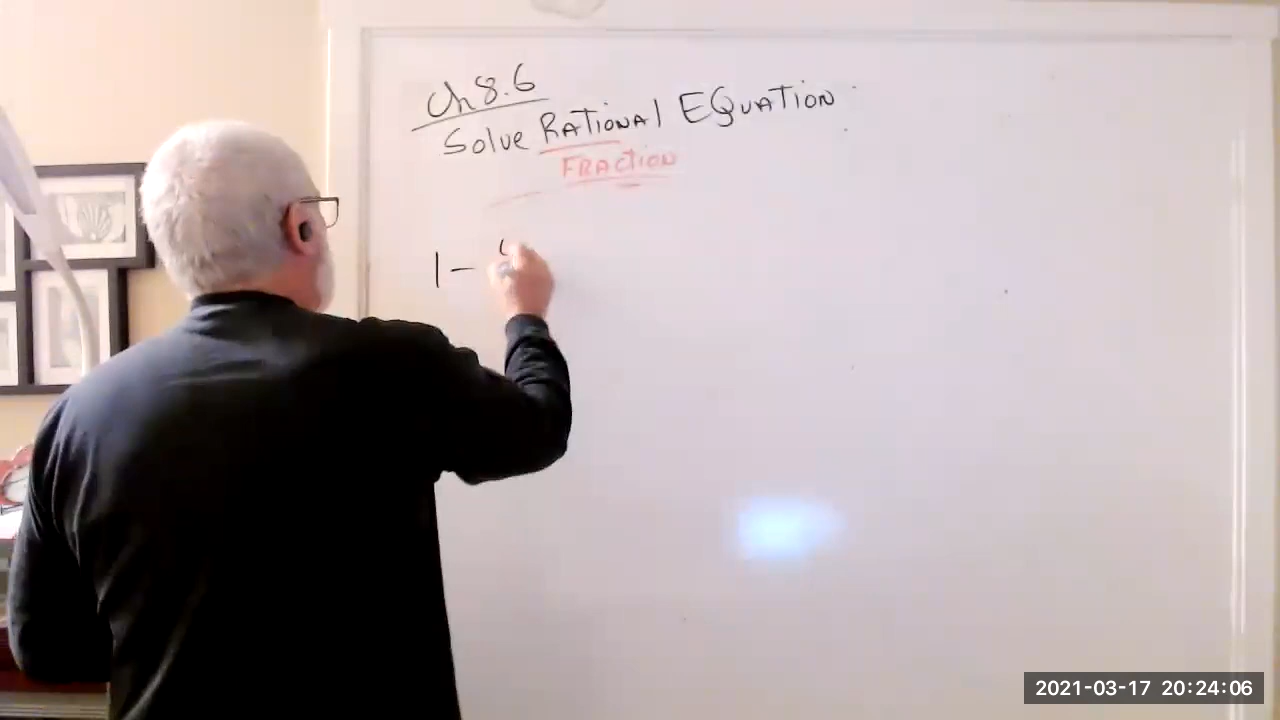 Ch 8.6
Solve RATIONAL EQUATION
FRACTION
1 -
2021-03-17 20:24:06